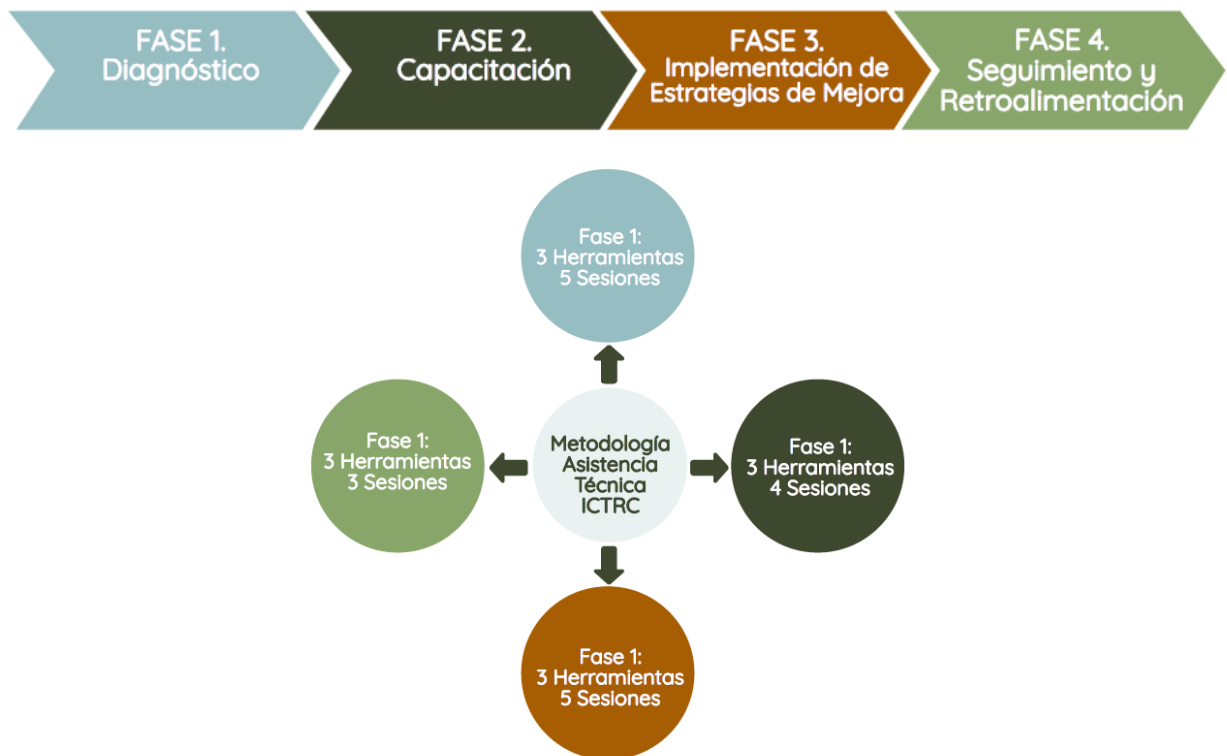 FASE 1.
Diagnóstico
FASE 2.
Capacitación
FASE 3.
Implementación de
Estrategias de Mejora
FASE 4.
Seguimiento y
Retroalimentación
Fase 1:
3 Herramientas
5 Sesiones
Fase 1:
3 Herramientas
3 Sesiones
Metodología
Asistencia
Técnica
ICTRC
Fase 1:
3 Herramientas
4 Sesiones
Fase 1:
3 Herramientas
5 Sesiones